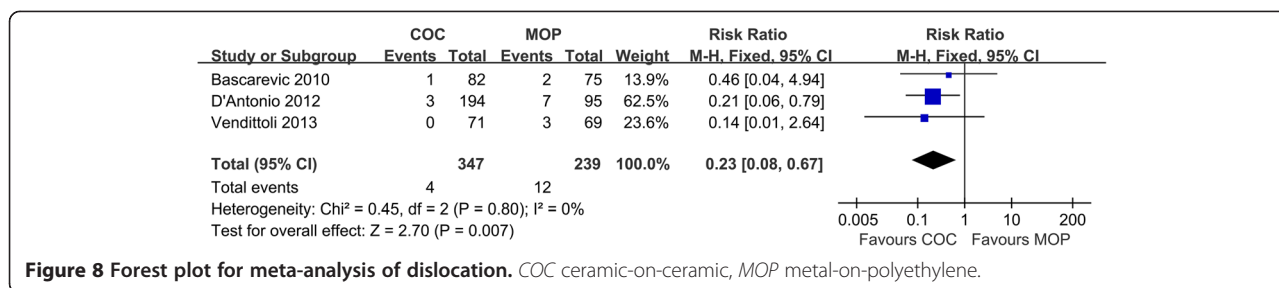 COC MOP Risk Ratio Risk Ratio
Study or Subgroup Events Total Events Total Weight M-H, Fixed, 95% CI M-H, Fixed, 95% CI
Bascarevic 2010 1 82 2 75 13.9% 0.46 [0.04, 4.94]
D'Antonio 2012 3 194 7 95 62.5% 0.21 [0.06, 0.79]
Vendittoli 2013 0 71 3 69 23.6% 0.14 [0.01, 2.64]
Total (95% CI) 347 239 100.0% 0.23 [0.08, 0.67]
Total events 4 12
Heterogeneity: Chi² = 0.45, df = 2 (P = 0.80); I² = 0%
Test for overall effect: Z = 2.70 (P = 0.007)
0.005 0.1 1 10 200
Favours COC Favours MOP
Figure 8 Forest plot for meta-analysis of dislocation. COC ceramic-on-ceramic, MOP metal-on-polyethylene.